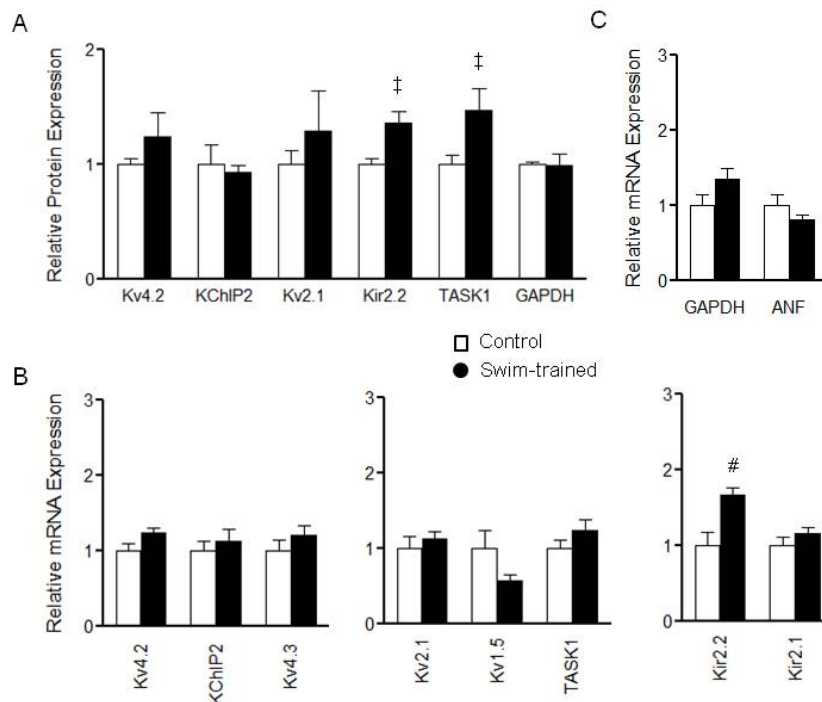 A
Relative Protein Expression
2
1
0
‡ ‡
Kv4.2 KChIP2 Kv2.1 Kir2.2 TASK1 GAPDH
C
Relative mRNA Expression
3
2
1
0
GAPDH ANF
Control
Swim-trained
B
Relative mRNA Expression
3
2
1
0
Kv4.2 KChIP2 Kv4.3
3
2
1
0
Kv2.1 Kv1.5 TASK1
3
2
1
0
#
Kir2.2 Kir2.1